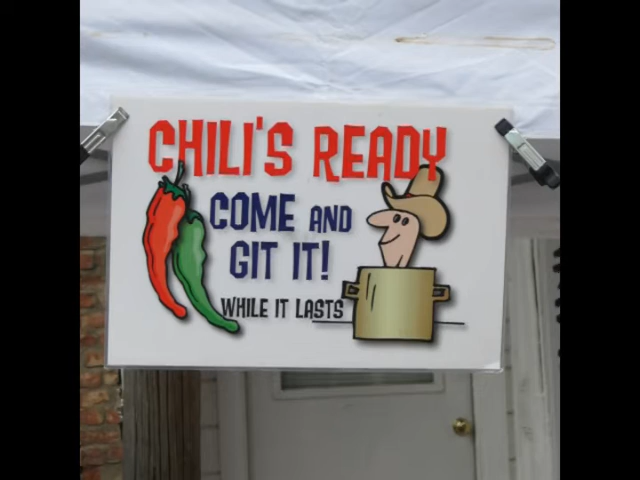 CHILI'S READY
COME AND
GIT IT!
WHILE IT LASTS